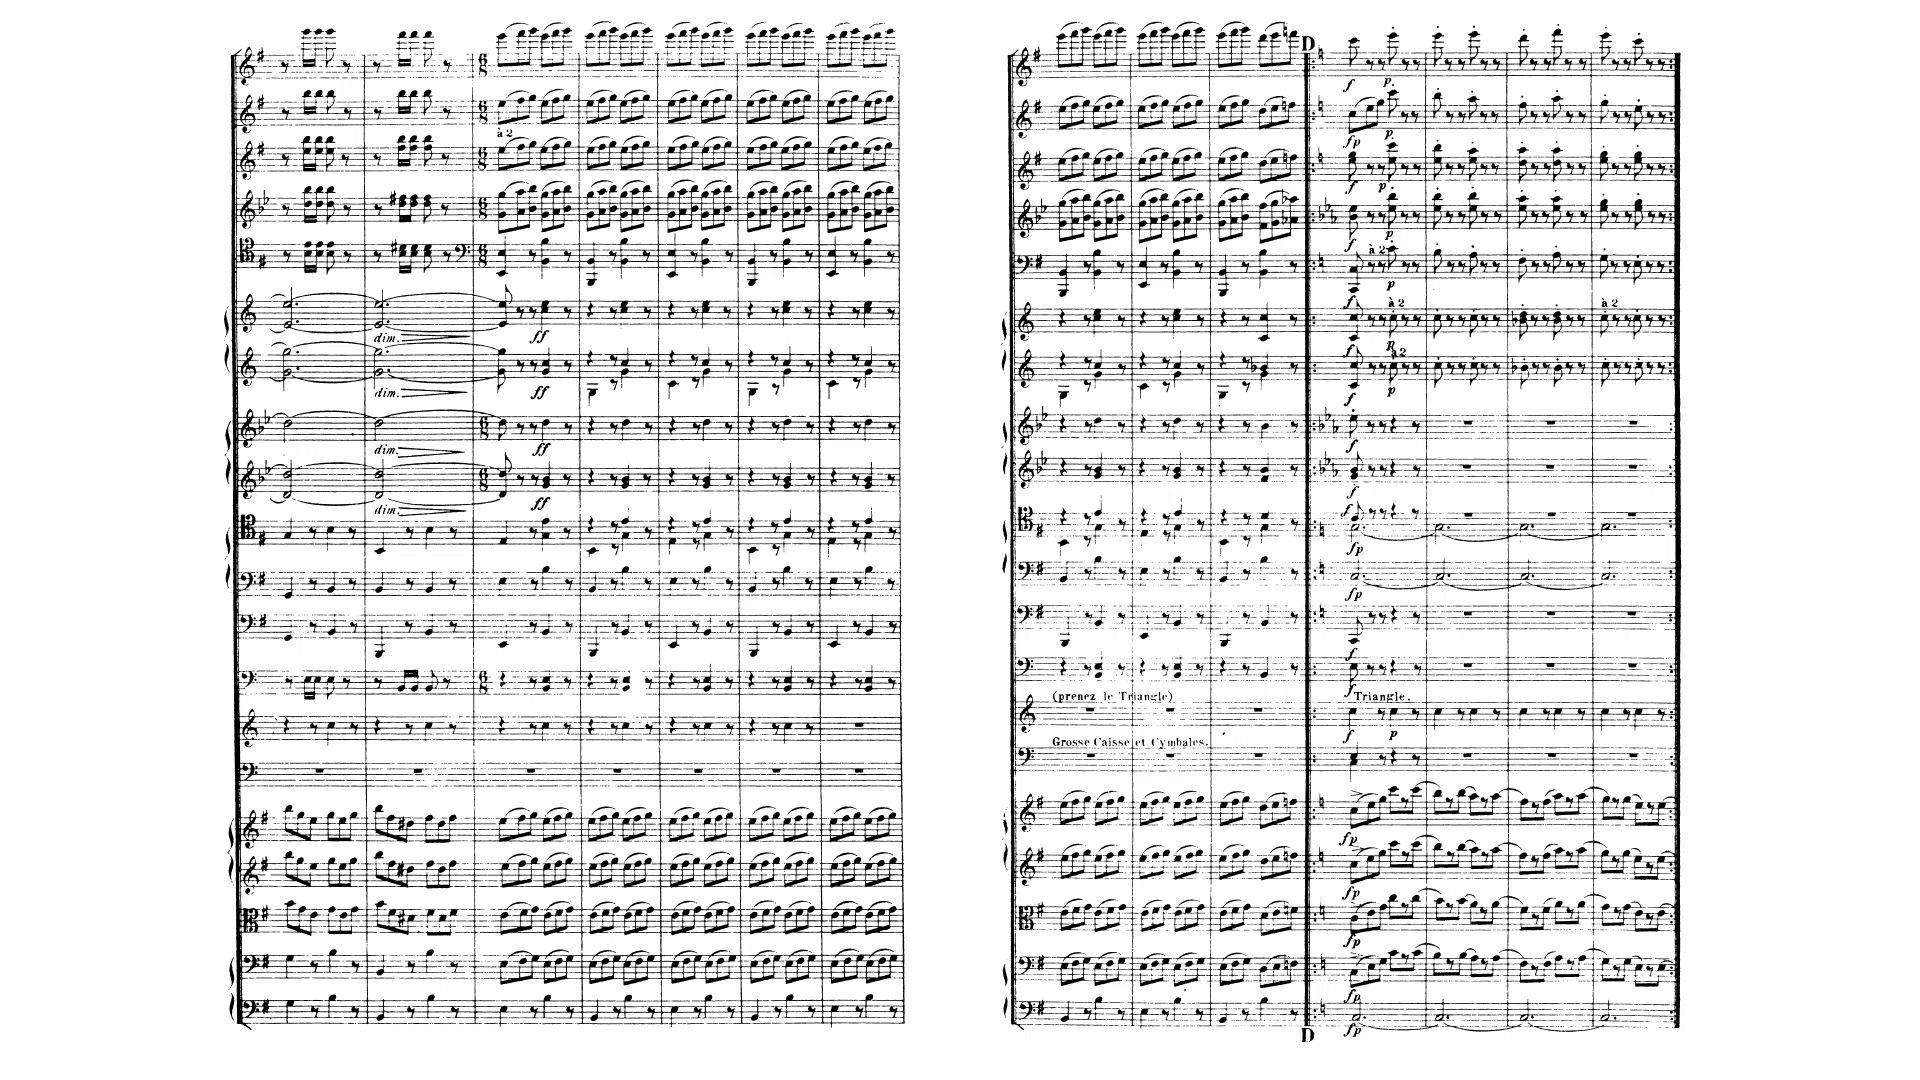 à 2
dim.
ff
dim.
ff
dim.
ff
dim.
ff
D
f
p
fp
p
f
p
f
p
à 2
f
p
à 2
f
p
à 2
à 2
f
p
f
f
f
fp
fp
f
f
(prenez le Triangle)
Triangle.
f
p
Grosse Caisse et Cymbales.
fp
fp
fp
fp
fp
D